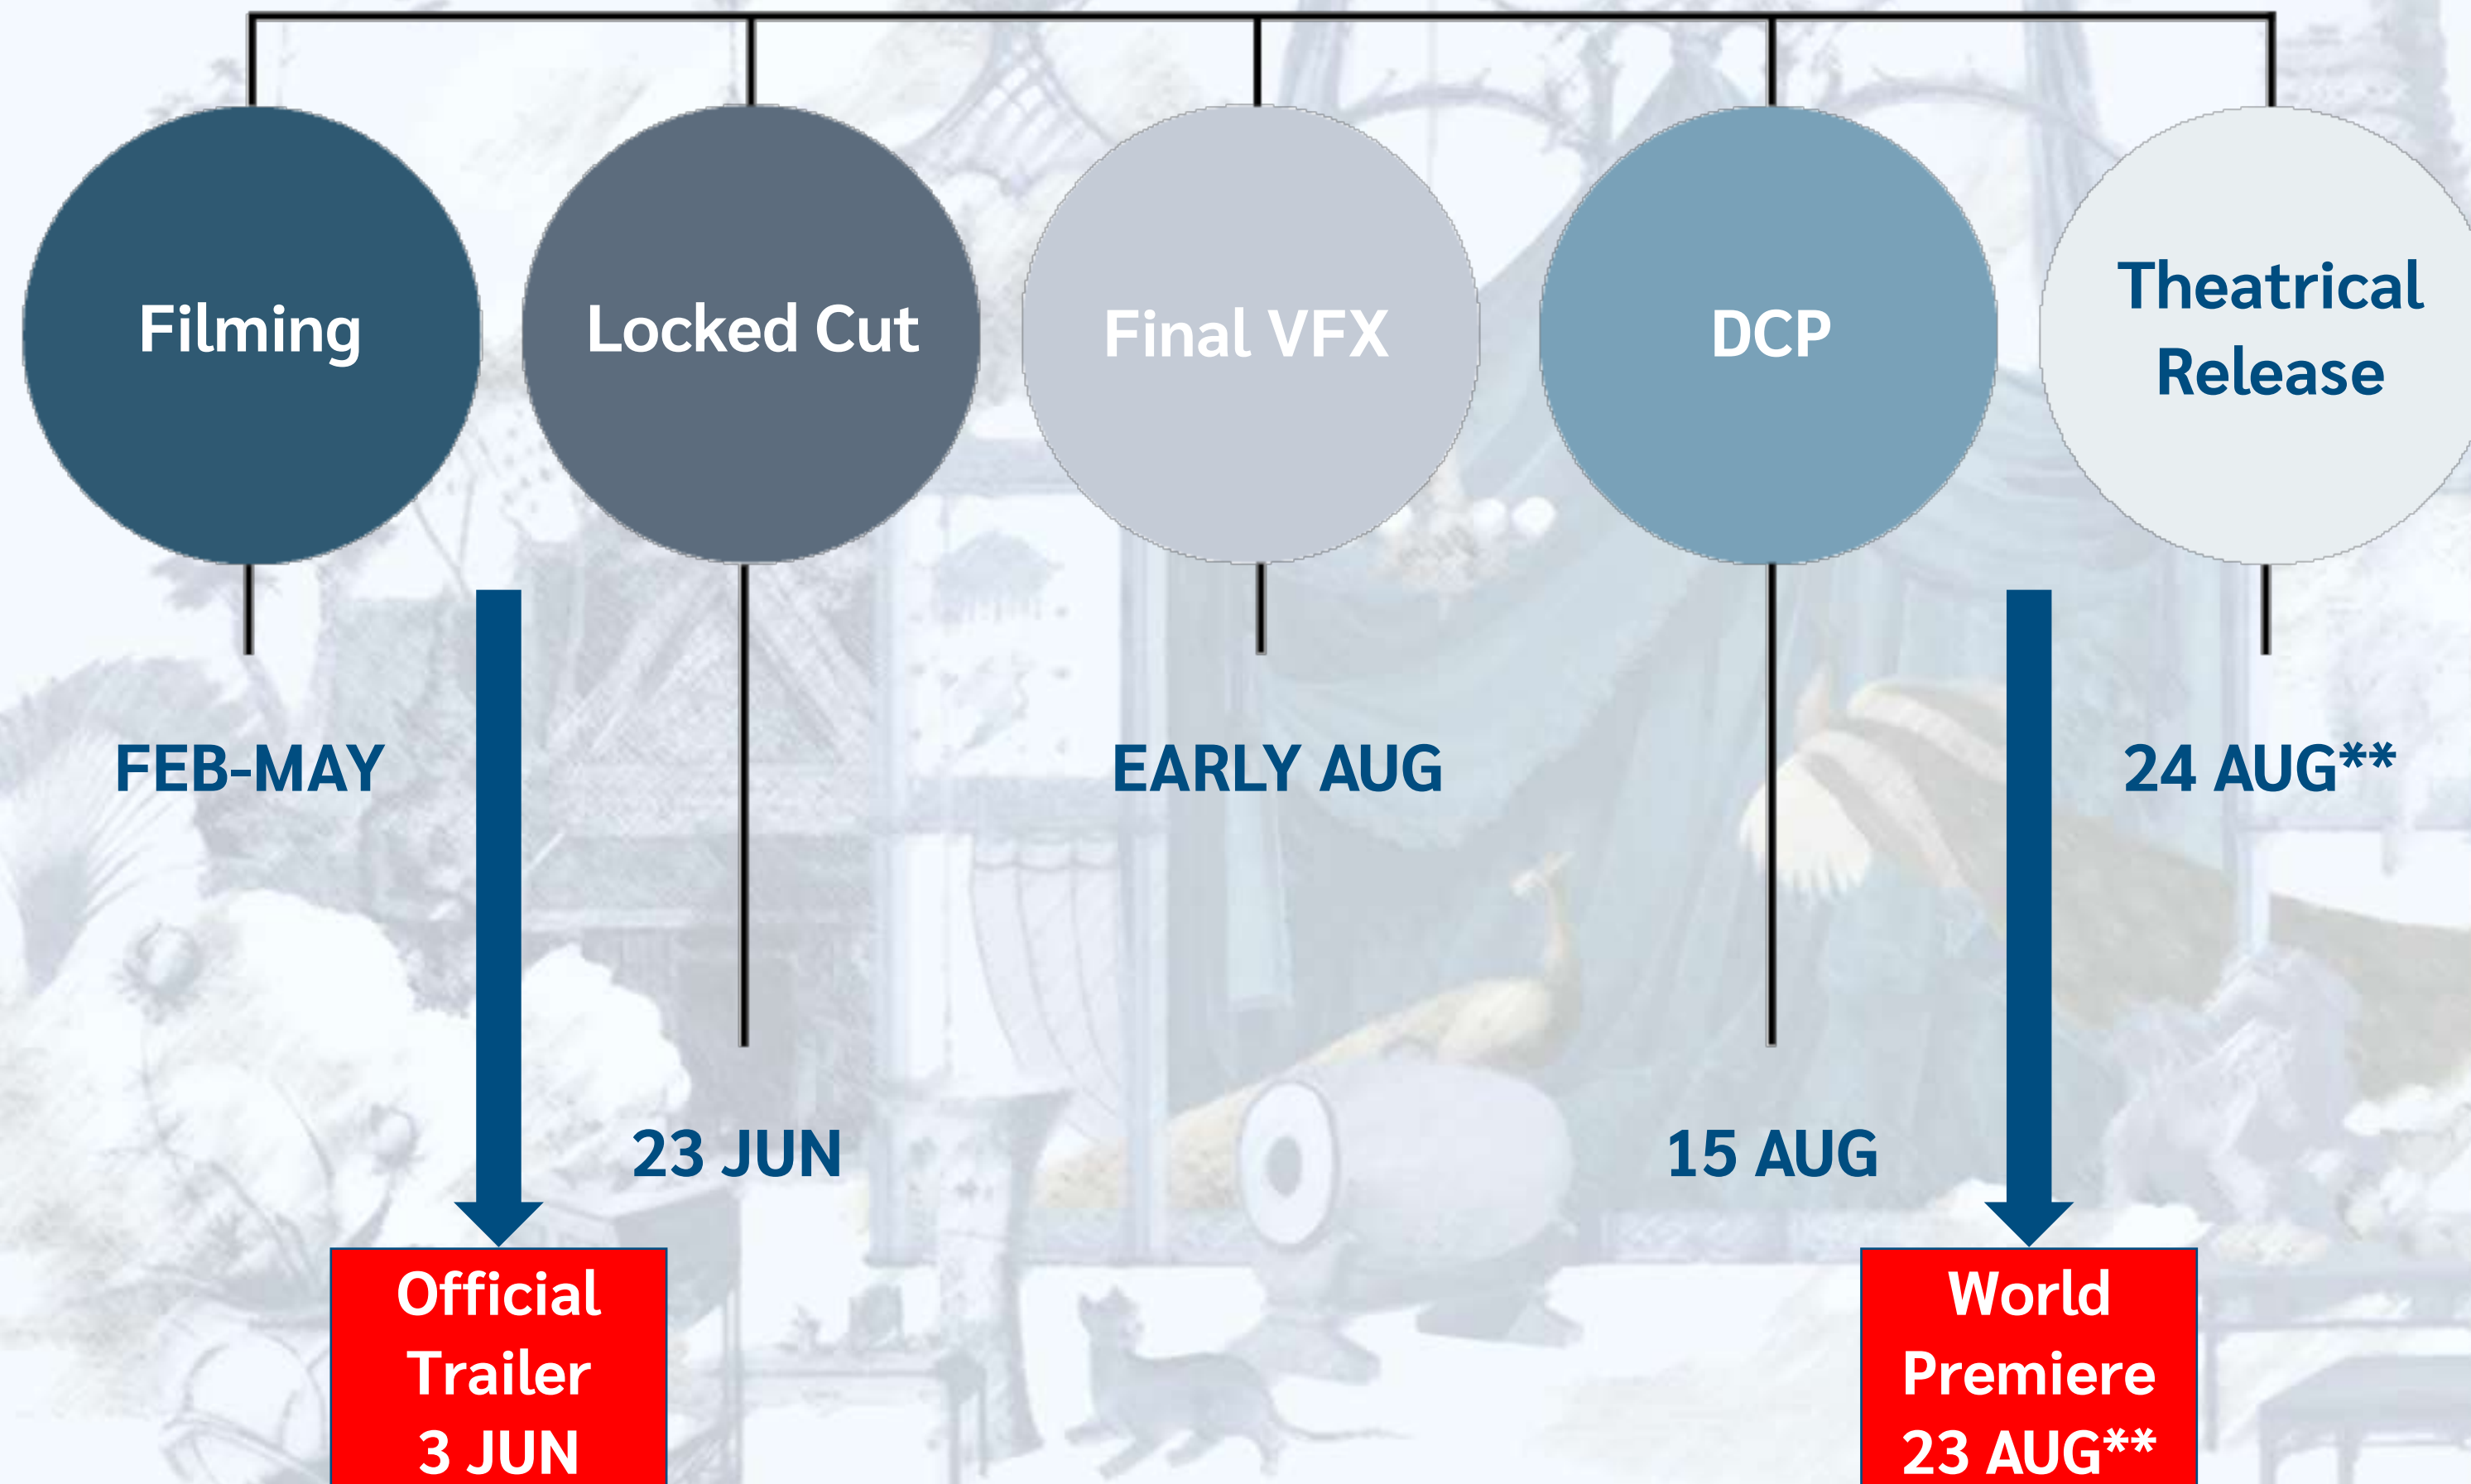 Filming
Locked Cut
Final VFX
DCP
Theatrical
Release
FEB-MAY
EARLY AUG
24 AUG**
23 JUN
15 AUG
Official
Trailer
3 JUN
World
Premiere
23 AUG**